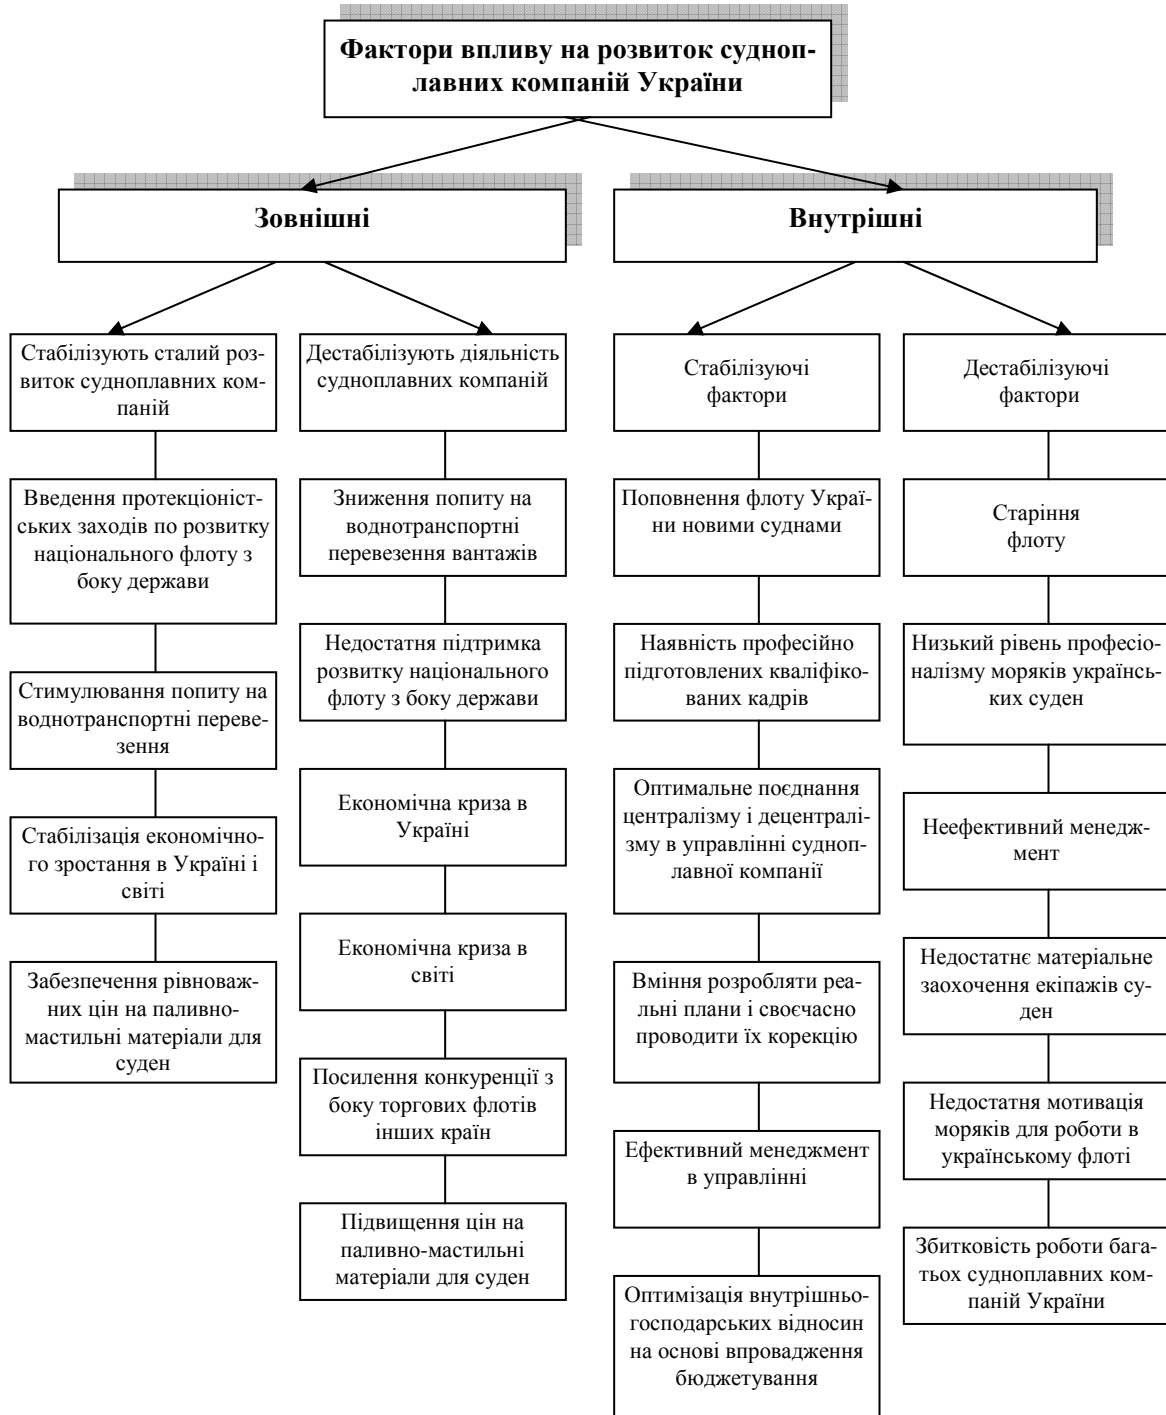 Фактори впливу на розвиток судноп-
лавних компаній України
Зовнішні
Внутрішні
Стабілізують сталий роз-
виток судноплавних ком-
паній
Введення протекціоніст-
ських заходів по розвитку
національного флоту з
боку держави
Стимулювання попиту на
воднотранспортні переве-
зення
Стабілізація економічно-
го зростання в Україні і
світі
Забезпечення рівноваж-
них цін на паливно-
мастильні матеріали для
суден
Дестабілізують діяльність
судноплавних компаній
Зниження попиту на
воднотранспортні
перевезення вантажів
Недостатня підтримка
розвитку національного
флоту з боку держави
Економічна криза в
Україні
Економічна криза в
світі
Посилення конкуренції з
боку торгових флотів
інших країн
Підвищення цін на
паливно-мастильні
матеріали для суден
Стабілізуючі
фактори
Поповнення флоту Украї-
ни новими суднами
Наявність професійно
підготовлених кваліфіко-
ваних кадрів
Оптимальне поєднання
централізму і децентралі-
зму в управлінні судноп-
лавної компанії
Вміння розробляти реа-
льні плани і своєчасно
проводити їх корекцію
Ефективний менеджмент
в управлінні
Оптимізація внутрішньо-
господарських відносин
на основі впровадження
бюджетування
Дестабілізуючі
фактори
Старіння
флоту
Низький рівень професіо-
налізму моряків українсь-
ких суден
Неефективний менедж-
мент
Недостатнє матеріальне
заохочення екіпажів су-
ден
Недостатня мотивація
моряків для роботи в
українському флоті
Збитковість роботи бага-
тьох судноплавних ком-
паній України